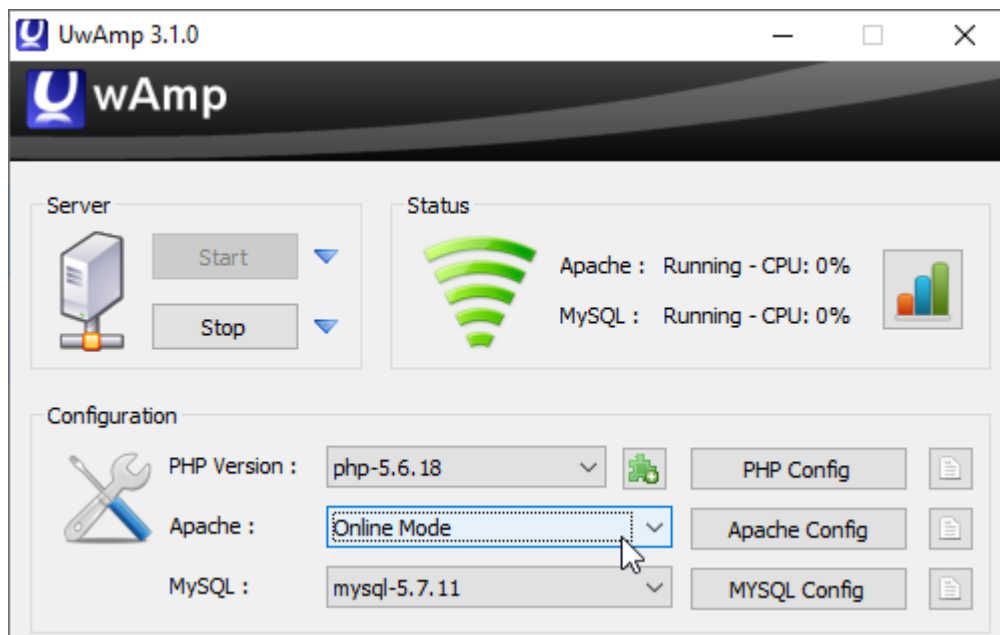 UwAmp 3.1.0
UwAmp
Server
Start
Stop
Status
Apache : Running - CPU: 0%
MySQL : Running - CPU: 0%
Configuration
PHP Version : php-5.6.18 PHP Config
Apache : Online Mode Apache Config
MySQL : mysql-5.7.11 MYSQL Config